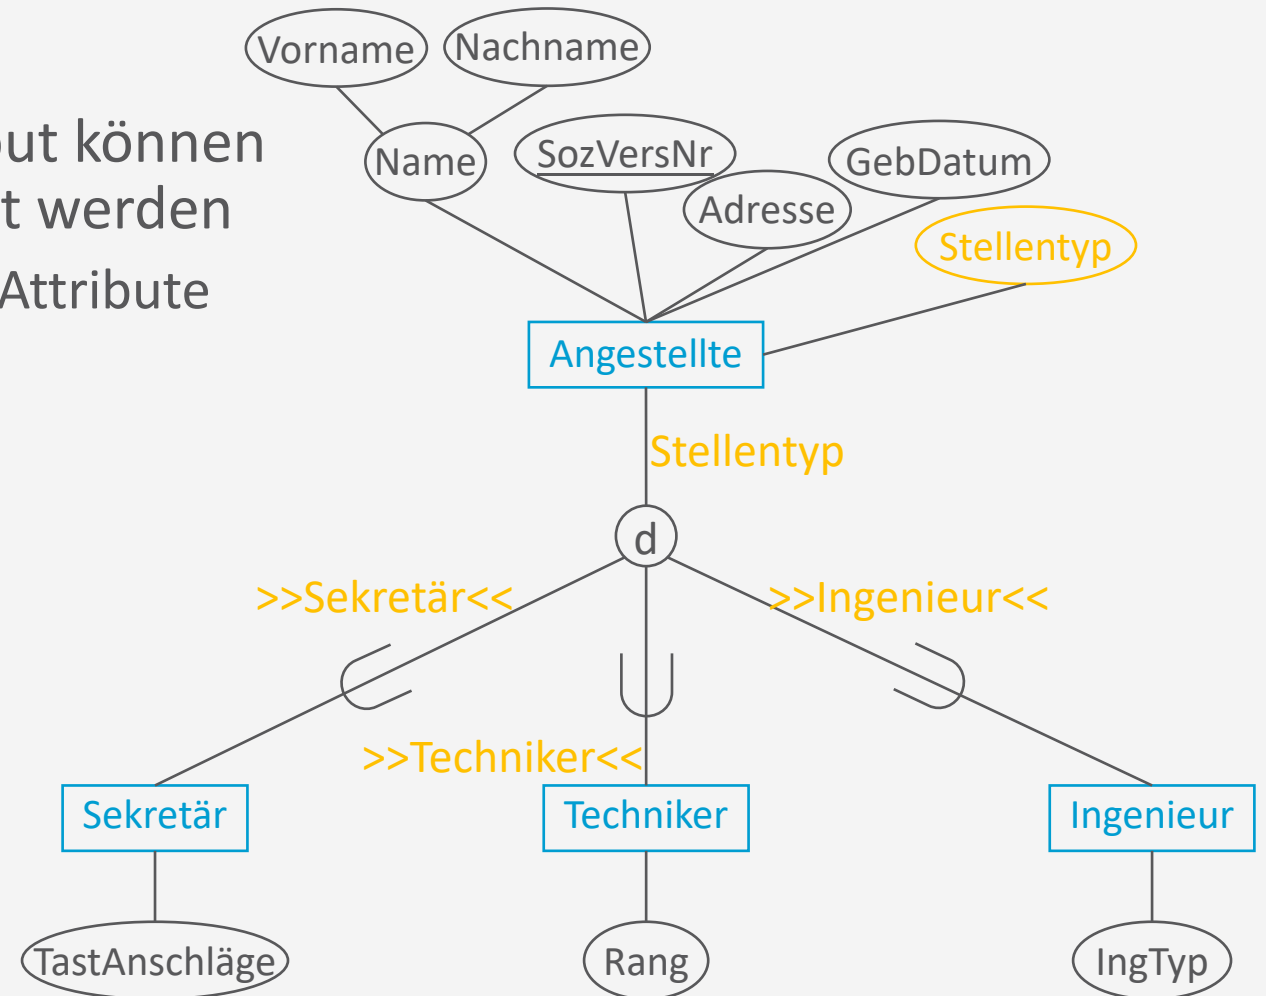 Vorname
Nachname
können
Name
SozVersNr
GebDatum
werden
Adresse
Stellentyp
Attribute
Angestellte
Stellentyp
d
>>Sekretär<<
>>Ingenieur<<
>>Techniker<<
Sekretär
Techniker
Ingenieur
TastAnschläge
Rang
IngTyp